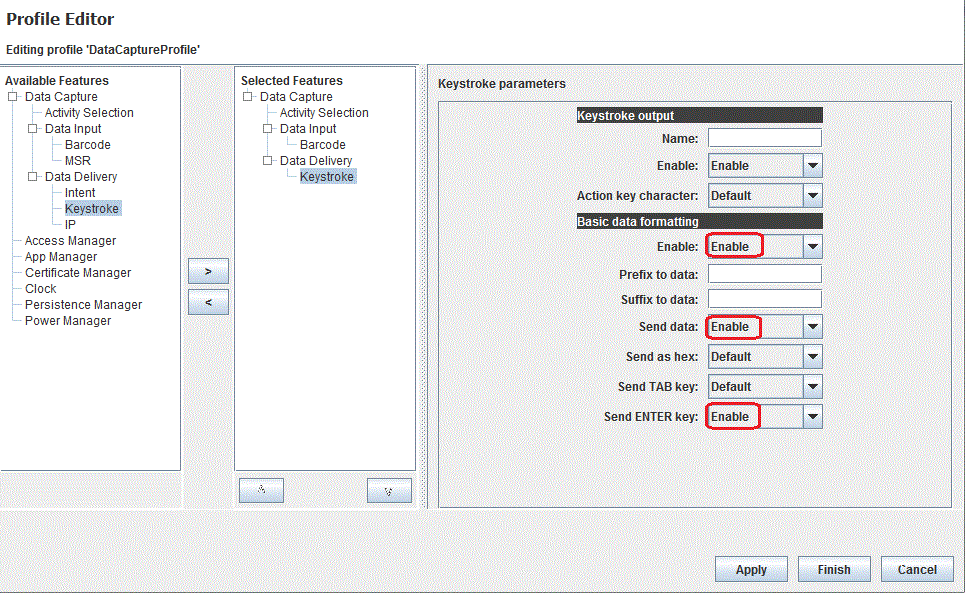 Profile Editor
Editing profile 'DataCaptureProfile'
Available Features
Data Capture
Activity Selection
Data Input
Barcode
MSR
Data Delivery
Intent
Keystroke
IP
Access Manager
App Manager
Certificate Manager
Clock
Persistence Manager
Power Manager
>
<
Selected Features
Data Capture
Activity Selection
Data Input
Barcode
Data Delivery
Keystroke
Keystroke parameters
Keystroke output
Name:
Enable: Enable
Action key character: Default
Basic data formatting
Enable: Enable
Prefix to data:
Suffix to data:
Send data: Enable
Send as hex: Default
Send TAB key: Default
Send ENTER key: Enable
Apply Finish Cancel